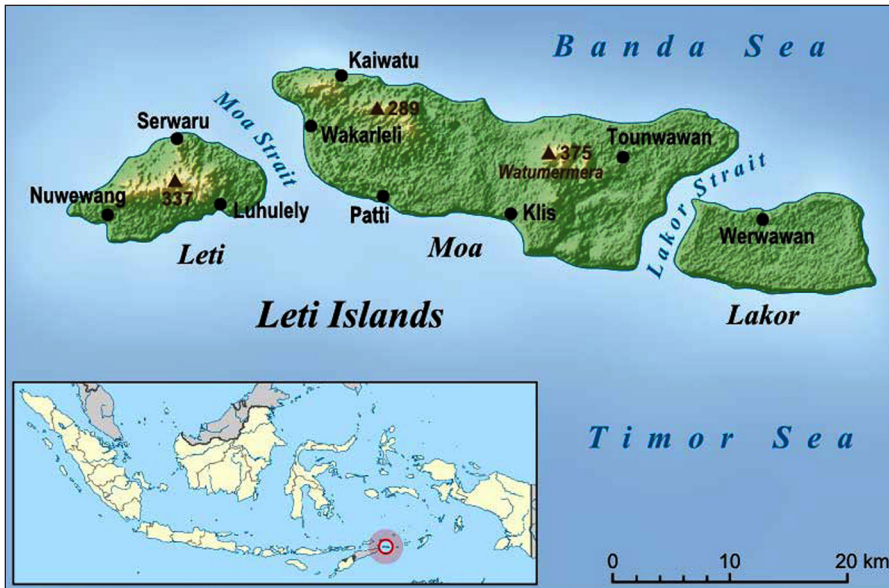 Banda Sea
Kaiwatu
289
Serwaru
Moa Strait
Wakarleli
Tounwawan
375
Watumermera
Nuwewang
337
Luhulely
Patti
Klis
Lakor Strait
Werwawan
Leti
Moa
Lakor
Leti Islands
Timor Sea
0 10 20 km